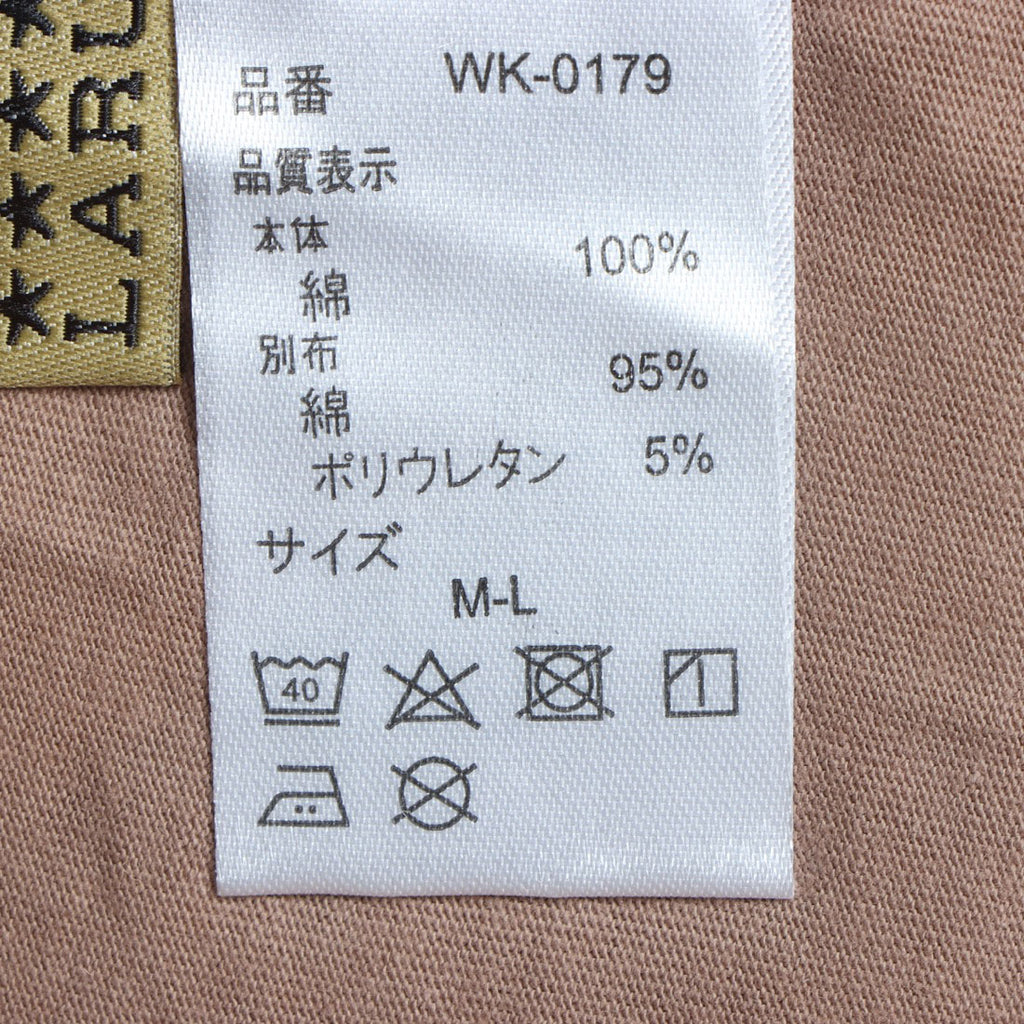 LARU
品番 WK-0179
品質表示
本体
綿 100%
別布
綿 95%
ポリウレタン 5%
サイズ
M-L
40